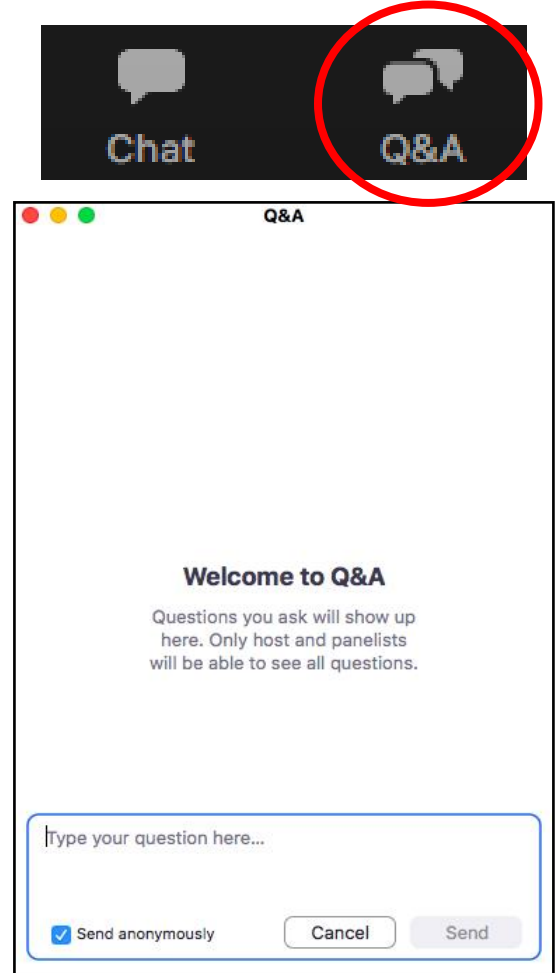 Chat Q&A
Q&A
Welcome to Q&A
Questions you ask will show up
here. Only host and panelists
will be able to see all questions.
Type your question here...
Send anonymously Cancel Send